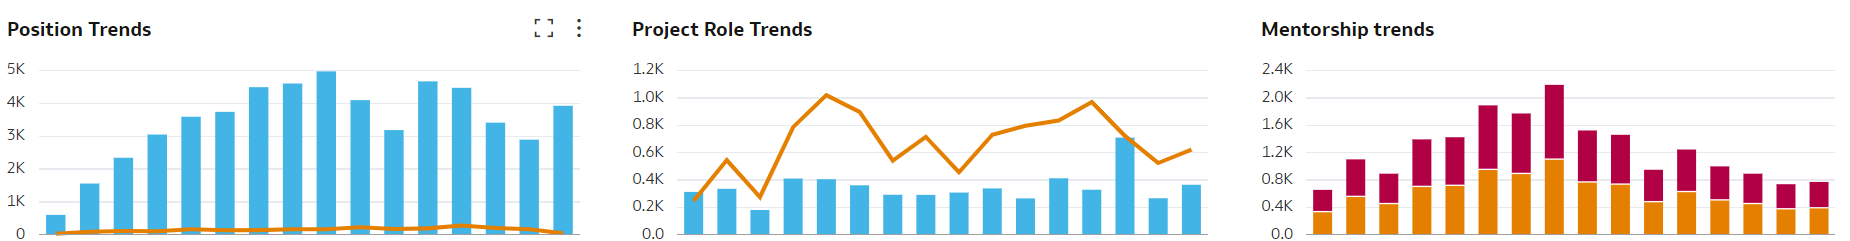 Position Trends
5K
4K
3K
2K
1K
0
Project Role Trends
1.2K
1.0K
0.8K
0.6K
0.4K
0.2K
0.0
Mentorship trends
2.4K
2.0K
1.6K
1.2K
0.8K
0.4K
0.0